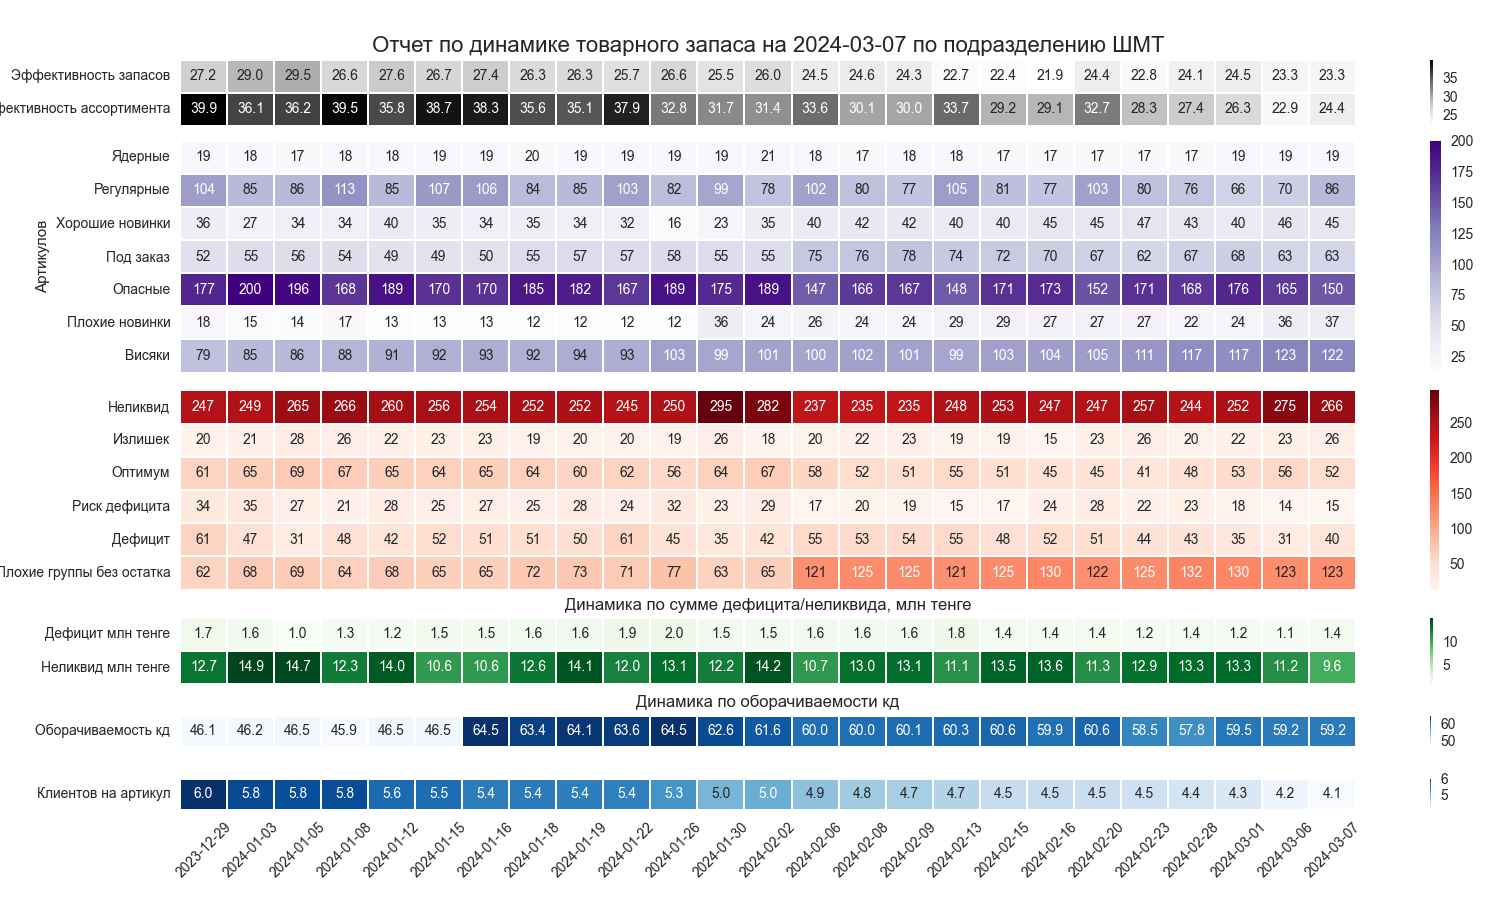 Отчет по динамике товарного запаса на 2024-03-07 по подразделению ШМТ
Эффективность запасов 27.2 29.0 29.5 26.6 27.6 26.7 27.4 26.3 26.3 25.7 26.6 25.5 26.0 24.5 24.6 24.3 22.7 22.4 21.9 24.4 22.8 24.1 24.5 23.3 23.3
фективность ассортимента 39.9 36.1 36.2 39.5 35.8 38.7 38.3 35.6 35.1 37.9 32.8 31.7 31.4 33.6 30.1 30.0 33.7 29.2 29.1 32.7 28.3 27.4 26.3 22.9 24.4
35
30
25
Артикулов
Ядерные 19 18 17 18 18 19 19 20 19 19 19 19 21 18 17 18 18 17 17 17 17 17 19 19 19
Регулярные 104 85 86 113 85 107 106 84 85 103 82 99 78 102 80 77 105 81 77 103 80 76 66 70 86
Хорошие новинки 36 27 34 34 40 35 34 35 34 32 16 23 35 40 42 42 40 40 45 45 47 43 40 46 45
Под заказ 52 55 56 54 49 49 50 55 57 57 58 55 55 75 76 78 74 72 70 67 62 67 68 63 63
Опасные 177 200 196 168 189 170 170 185 182 167 189 175 189 147 166 167 148 171 173 152 171 168 176 165 150
Плохие новинки 18 15 14 17 13 13 13 12 12 12 12 36 24 26 24 24 29 29 27 27 27 22 24 36 37
Висяки 79 85 86 88 91 92 93 92 94 93 103 99 101 100 102 101 99 103 104 105 111 117 117 123 122
200
175
150
125
100
75
50
25
Неликвид 247 249 265 266 260 256 254 252 252 245 250 295 282 237 235 235 248 253 247 247 257 244 252 275 266
Излишек 20 21 28 26 22 23 23 19 20 20 19 26 18 20 22 23 19 19 15 23 26 20 22 23 26
Оптимум 61 65 69 67 65 64 65 64 60 62 56 64 67 58 52 51 55 51 45 45 41 48 53 56 52
Риск дефицита 34 35 27 21 28 25 27 25 28 24 32 23 29 17 20 19 15 17 24 28 22 23 18 14 15
Дефицит 61 47 31 48 42 52 51 51 50 61 45 35 42 55 53 54 55 48 52 51 44 43 35 31 40
Плохие группы без остатка 62 68 69 64 68 65 65 72 73 71 77 63 65 121 125 125 121 125 130 122 125 132 130 123 123
250
200
150
100
50
Динамика по сумме дефицита/неликвида, млн тенге
Дефицит млн тенге 1.7 1.6 1.0 1.3 1.2 1.5 1.5 1.6 1.6 1.9 2.0 1.5 1.5 1.6 1.6 1.6 1.8 1.4 1.4 1.4 1.2 1.4 1.2 1.1 1.4
Неликвид млн тенге 12.7 14.9 14.7 12.3 14.0 10.6 10.6 12.6 14.1 12.0 13.1 12.2 14.2 10.7 13.0 13.1 11.1 13.5 13.6 11.3 12.9 13.3 13.3 11.2 9.6
10
5
Динамика по оборачиваемости кд
Оборачиваемость кд 46.1 46.2 46.5 45.9 46.5 46.5 64.5 63.4 64.1 63.6 64.5 62.6 61.6 60.0 60.0 60.1 60.3 60.6 59.9 60.6 58.5 57.8 59.5 59.2 59.2
60
50
Клиентов на артикул 6.0 5.8 5.8 5.8 5.6 5.5 5.4 5.4 5.4 5.4 5.3 5.0 5.0 4.9 4.8 4.7 4.7 4.5 4.5 4.5 4.5 4.4 4.3 4.2 4.1
6
5
2023-12-29 2024-01-03 2024-01-05 2024-01-08 2024-01-12 2024-01-15 2024-01-16 2024-01-18 2024-01-19 2024-01-22 2024-01-26 2024-01-30 2024-02-02 2024-02-06 2024-02-08 2024-02-09 2024-02-13 2024-02-15 2024-02-16 2024-02-20 2024-02-23 2024-02-28 2024-03-01 2024-03-06 2024-03-07